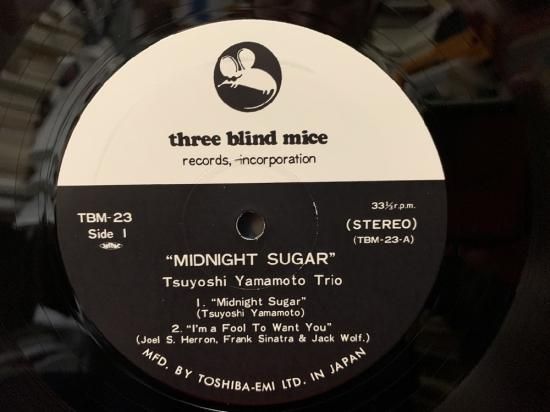 three blind mice
records, incorporation
TBM-23
Side 1
33⅓ r.p.m.
(STEREO)
(TBM-23-A)
"MIDNIGHT SUGAR"
Tsuyoshi Yamamoto Trio
1. "Midnight Sugar"
(Tsuyoshi Yamamoto)
2. "I'm a Fool To Want You"
(Joel S. Herron, Frank Sinatra & Jack Wolf.)
MFD. BY TOSHIBA-EMI LTD. IN JAPAN